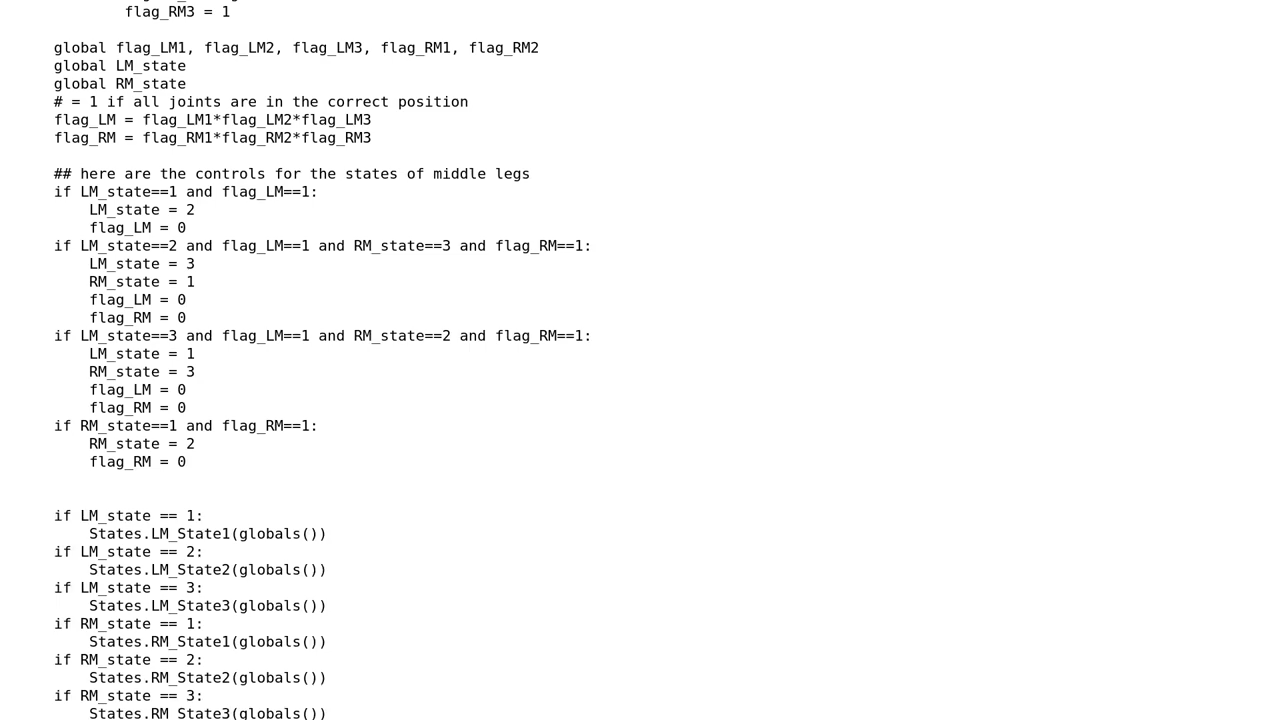 flag_RM3 = 1
global flag_LM1, flag_LM2, flag_LM3, flag_RM1, flag_RM2
global LM_state
global RM_state
# = 1 if all joints are in the correct position
flag_LM = flag_LM1*flag_LM2*flag_LM3
flag_RM = flag_RM1*flag_RM2*flag_RM3
## here are the controls for the states of middle legs
if LM_state==1 and flag_LM==1:
    LM_state = 2
    flag_LM = 0
if LM_state==2 and flag_LM==1 and RM_state==3 and flag_RM==1:
    LM_state = 3
    RM_state = 1
    flag_LM = 0
    flag_RM = 0
if LM_state==3 and flag_LM==1 and RM_state==2 and flag_RM==1:
    LM_state = 1
    RM_state = 3
    flag_LM = 0
    flag_RM = 0
if RM_state==1 and flag_RM==1:
    RM_state = 2
    flag_RM = 0
if LM_state == 1:
    States.LM_State1(globals())
if LM_state == 2:
    States.LM_State2(globals())
if LM_state == 3:
    States.LM_State3(globals())
if RM_state == 1:
    States.RM_State1(globals())
if RM_state == 2:
    States.RM_State2(globals())
if RM_state == 3:
    States.RM_State3(globals())